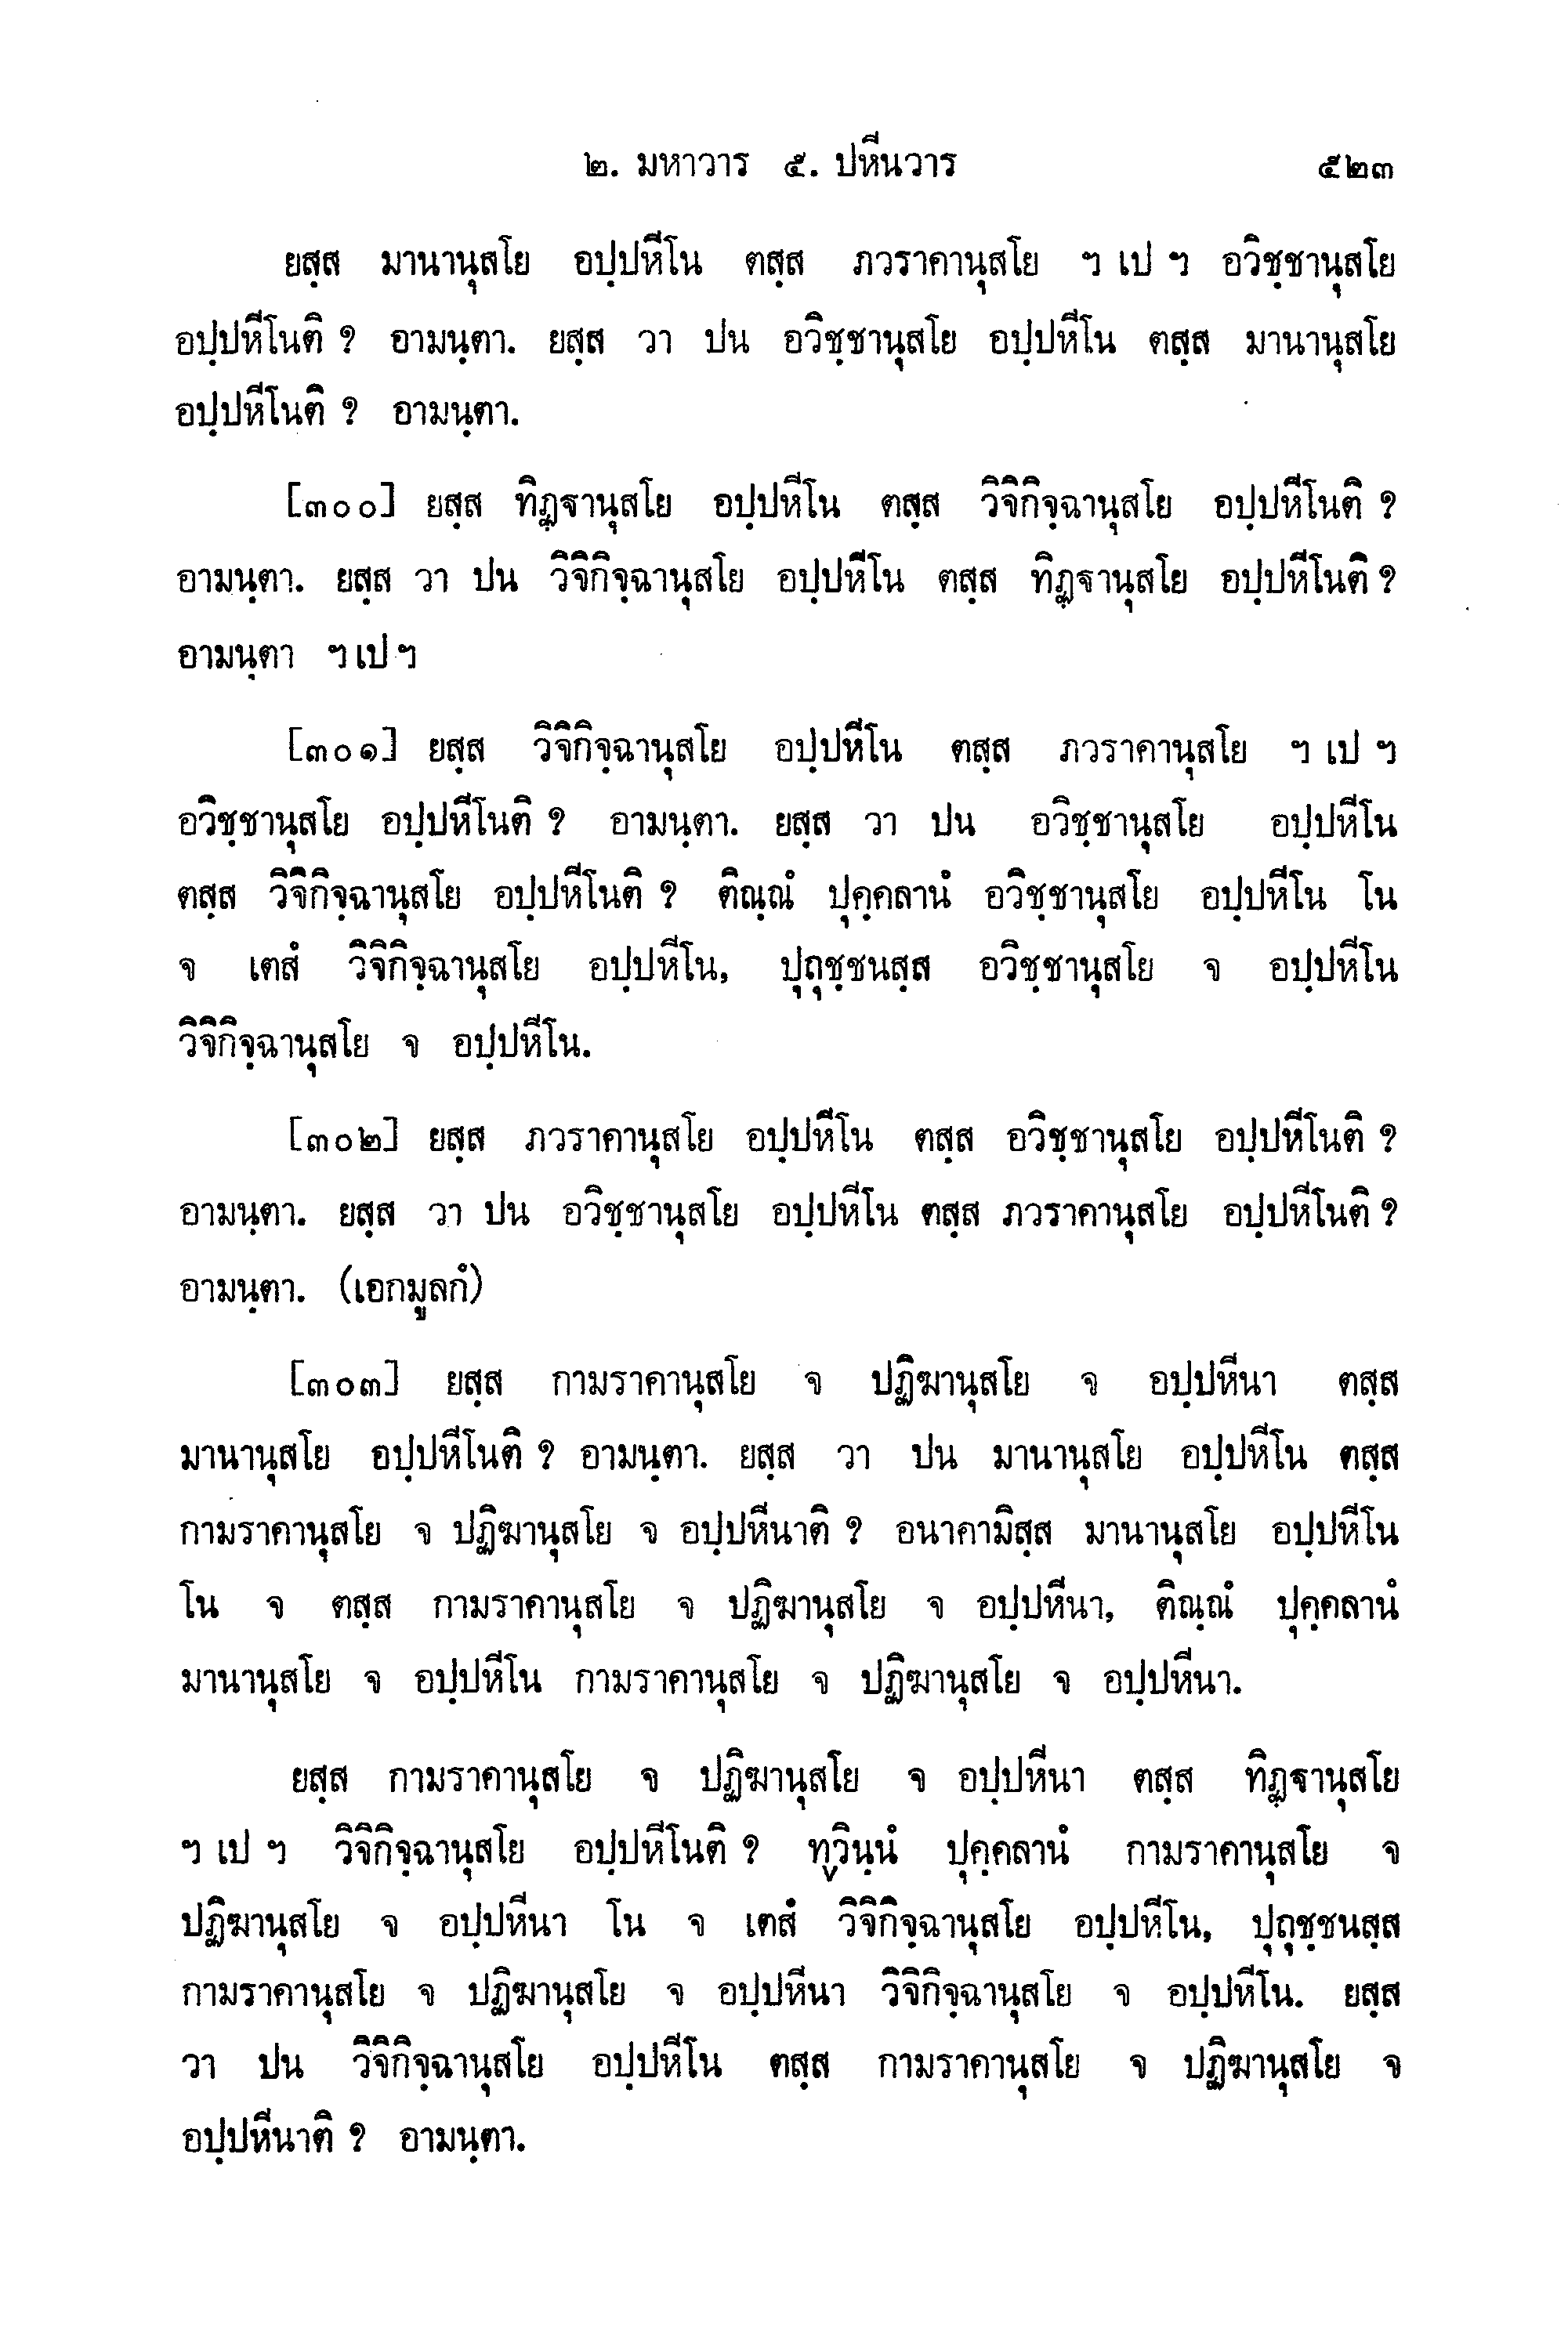 ๒. มหาวาร ๕. ปหีนวาร ๕๒๓
ยสฺส มานานุสโย อปฺปหีโน ตสฺส ภวราคานุสโย ฯ เป ฯ อวิชฺชานุสโย
อปฺปหีโนติ ? อามนฺตา. ยสฺส วา ปน อวิชฺชานุสโย อปฺปหีโน ตสฺส มานานุสโย
อปฺปหีโนติ ? อามนฺตา.
[๓๐๐] ยสฺส ทิฏฺฐานุสโย อปฺปหีโน ตสฺส วิจิกิจฺฉานุสโย อปฺปหีโนติ ?
อามนฺตา. ยสฺส วา ปน วิจิกิจฺฉานุสโย อปฺปหีโน ตสฺส ทิฏฺฐานุสโย อปฺปหีโนติ ?
อามนฺตา ฯ เป ฯ
[๓๐๑] ยสฺส วิจิกิจฺฉานุสโย อปฺปหีโน ตสฺส ภวราคานุสโย ฯ เป ฯ
อวิชฺชานุสโย อปฺปหีโนติ ? อามนฺตา. ยสฺส วา ปน อวิชฺชานุสโย อปฺปหีโน
ตสฺส วิจิกิจฺฉานุสโย อปฺปหีโนติ ? ติณฺณํ ปุคฺคลานํ อวิชฺชานุสโย อปฺปหีโน โน
จ เตสํ วิจิกิจฺฉานุสโย อปฺปหีโน, ปุถุชฺชนสฺส อวิชฺชานุสโย จ อปฺปหีโน
วิจิกิจฺฉานุสโย จ อปฺปหีโน.
[๓๐๒] ยสฺส ภวราคานุสโย อปฺปหีโน ตสฺส อวิชฺชานุสโย อปฺปหีโนติ ?
อามนฺตา. ยสฺส วา ปน อวิชฺชานุสโย อปฺปหีโน ตสฺส ภวราคานุสโย อปฺปหีโนติ ?
อามนฺตา. (เอกมูลกํ)
[๓๐๓] ยสฺส กามราคานุสโย จ ปฏิฆานุสโย จ อปฺปหีนา ตสฺส
มานานุสโย อปฺปหีโนติ ? อามนฺตา. ยสฺส วา ปน มานานุสโย อปฺปหีโน ตสฺส
กามราคานุสโย จ ปฏิฆานุสโย จ อปฺปหีนาติ ? อนาคามิสฺส มานานุสโย อปฺปหีโน
โน จ ตสฺส กามราคานุสโย จ ปฏิฆานุสโย จ อปฺปหีนา, ติณฺณํ ปุคฺคลานํ
มานานุสโย จ อปฺปหีโน กามราคานุสโย จ ปฏิฆานุสโย จ อปฺปหีนา.
ยสฺส กามราคานุสโย จ ปฏิฆานุสโย จ อปฺปหีนา ตสฺส ทิฏฺฐานุสโย
ฯ เป ฯ วิจิกิจฺฉานุสโย อปฺปหีโนติ ? ทฺวินฺนํ ปุคฺคลานํ กามราคานุสโย จ
ปฏิฆานุสโย จ อปฺปหีนา โน จ เตสํ วิจิกิจฺฉานุสโย อปฺปหีโน, ปุถุชฺชนสฺส
กามราคานุสโย จ ปฏิฆานุสโย จ อปฺปหีนา วิจิกิจฺฉานุสโย จ อปฺปหีโน. ยสฺส
วา ปน วิจิกิจฺฉานุสโย อปฺปหีโน ตสฺส กามราคานุสโย จ ปฏิฆานุสโย จ
อปฺปหีนาติ ? อามนฺตา.